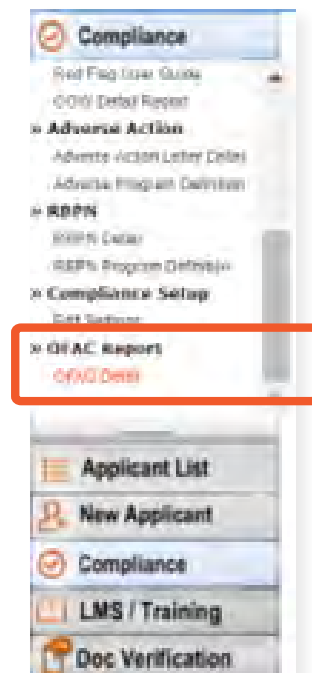 Compliance
Red Flag User Guide
COW Detail Report
» Adverse Action
Adverse Action Letter Detail
Adverse Program Definition
» RBPN
RBPN Detail
RBPN Program Definition
» Compliance Setup
Edit Settings
» OFAC Report
OFAC Detail
Applicant List
New Applicant
Compliance
LMS / Training
Doc Verification